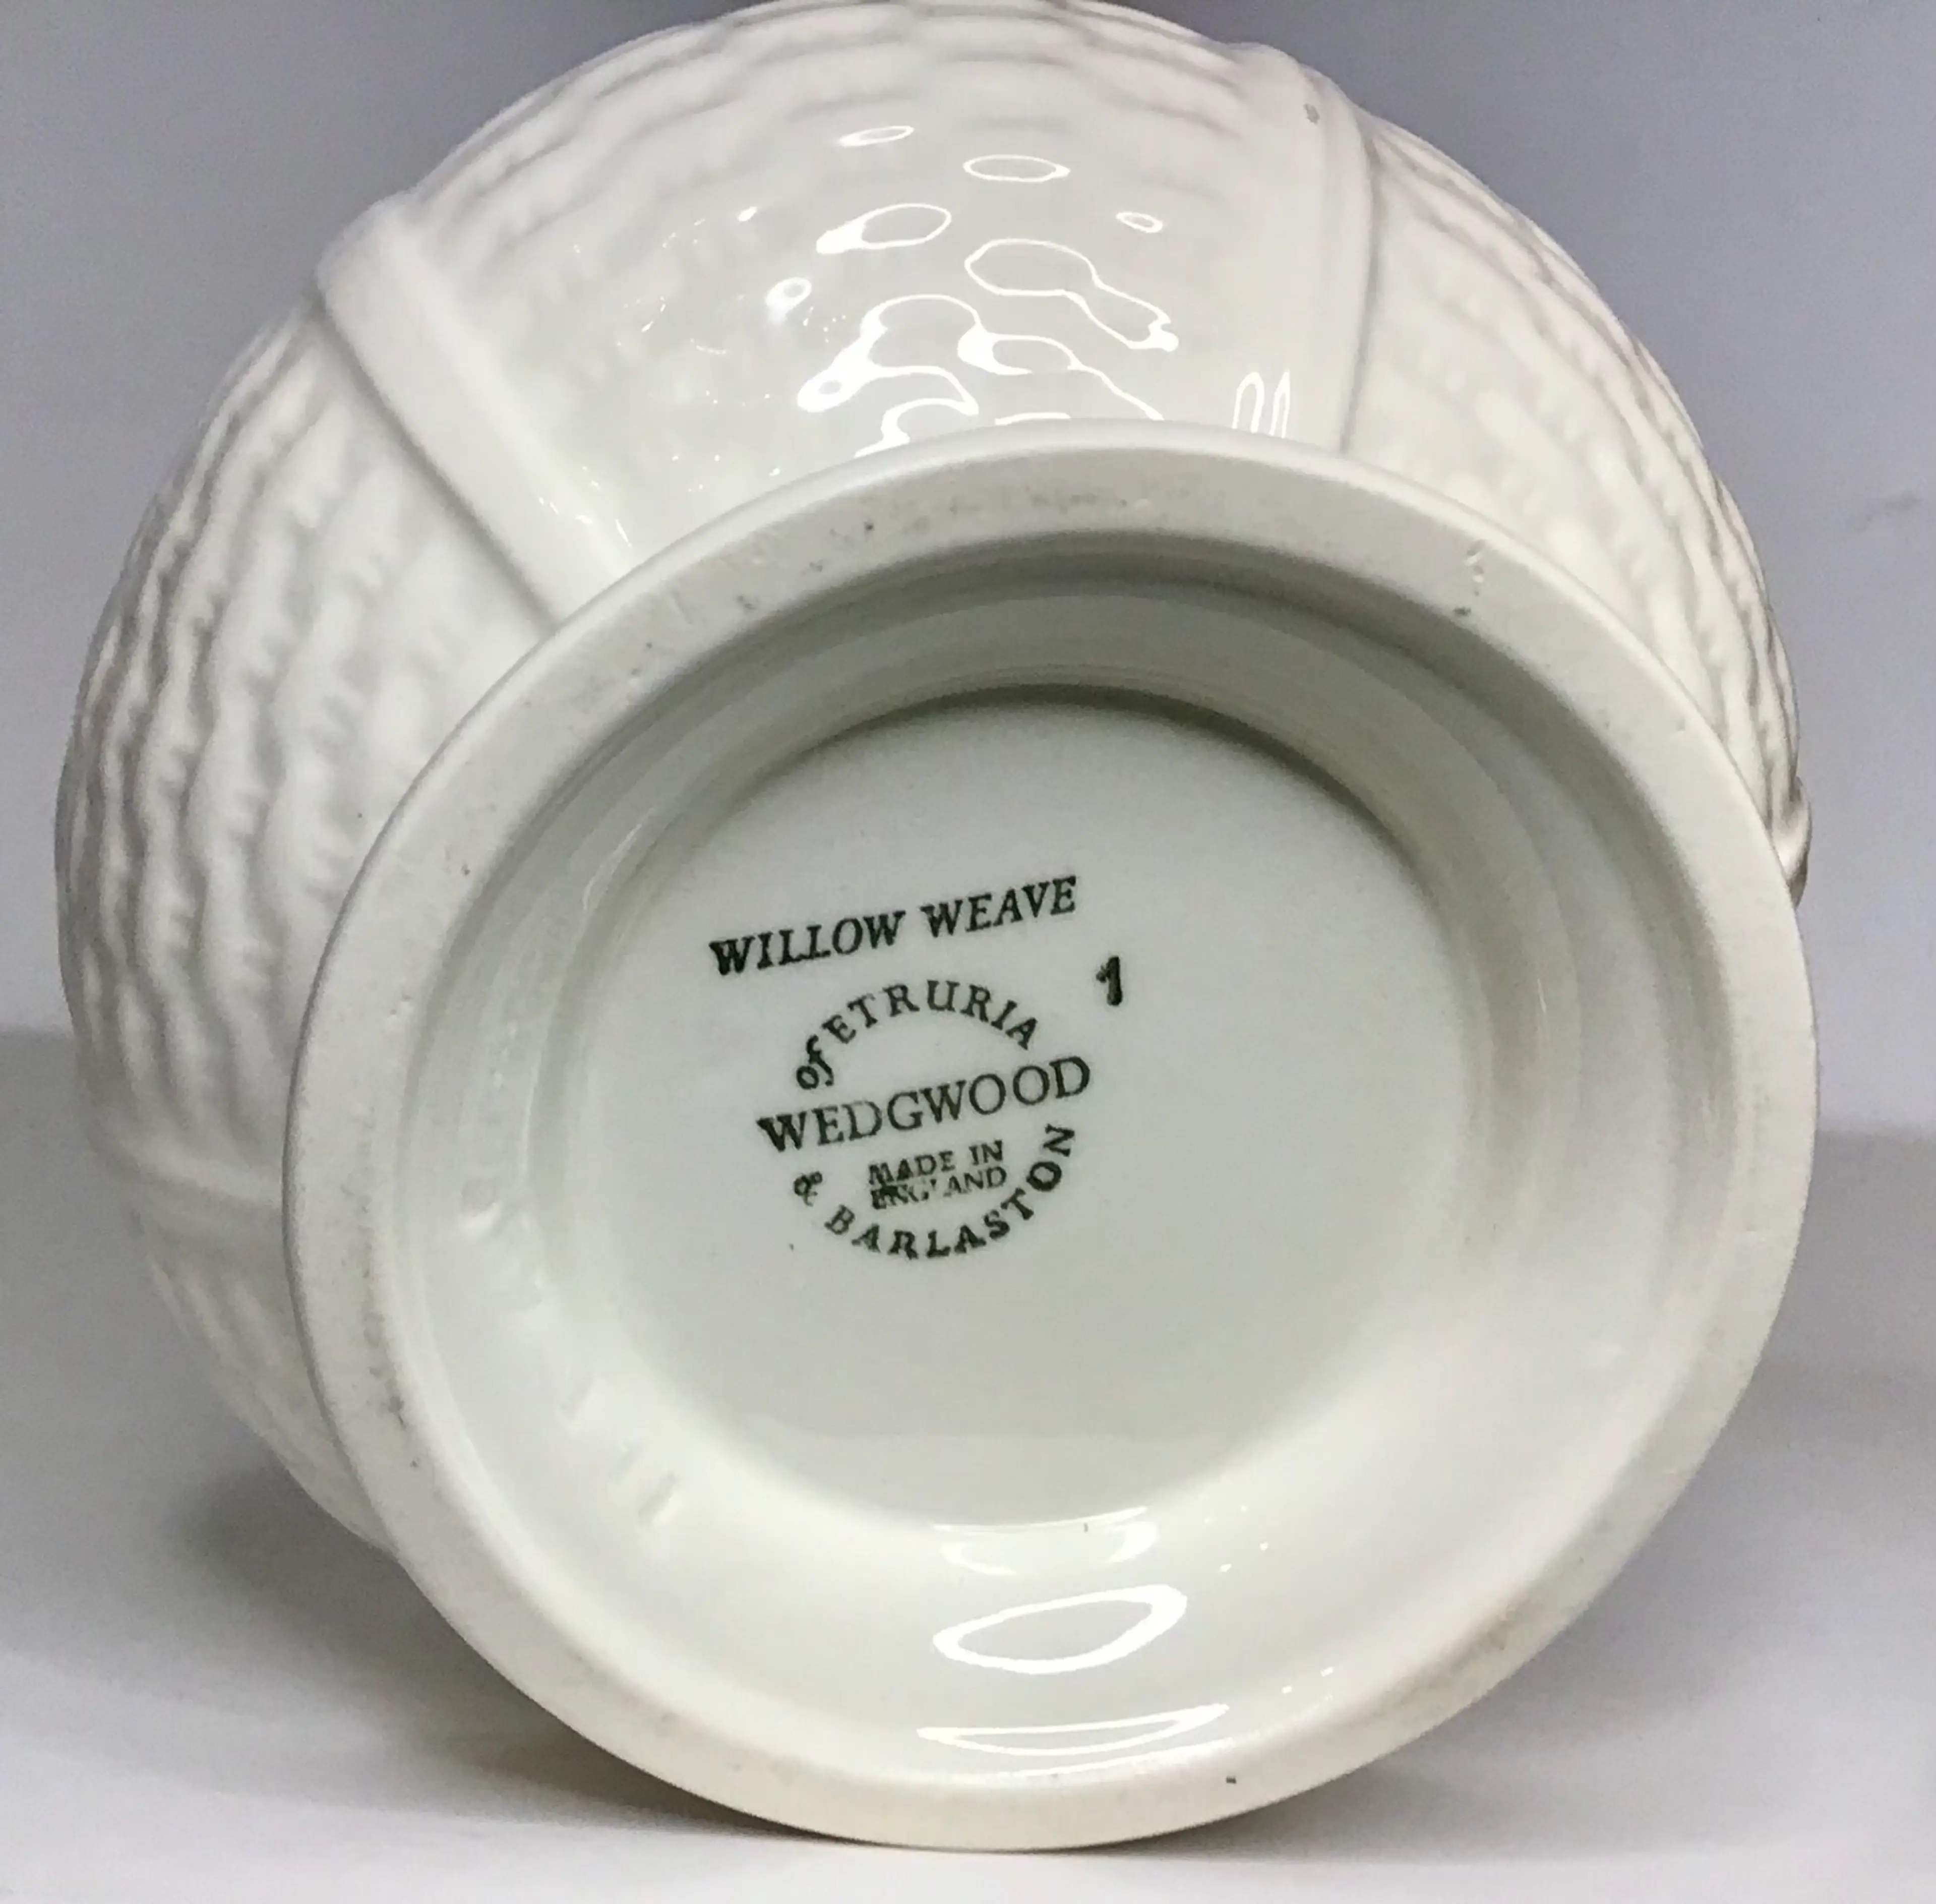 WILLOW WEAVE
1
of ETRURIA
WEDGWOOD
MADE IN
ENGLAND
& BARLASTON